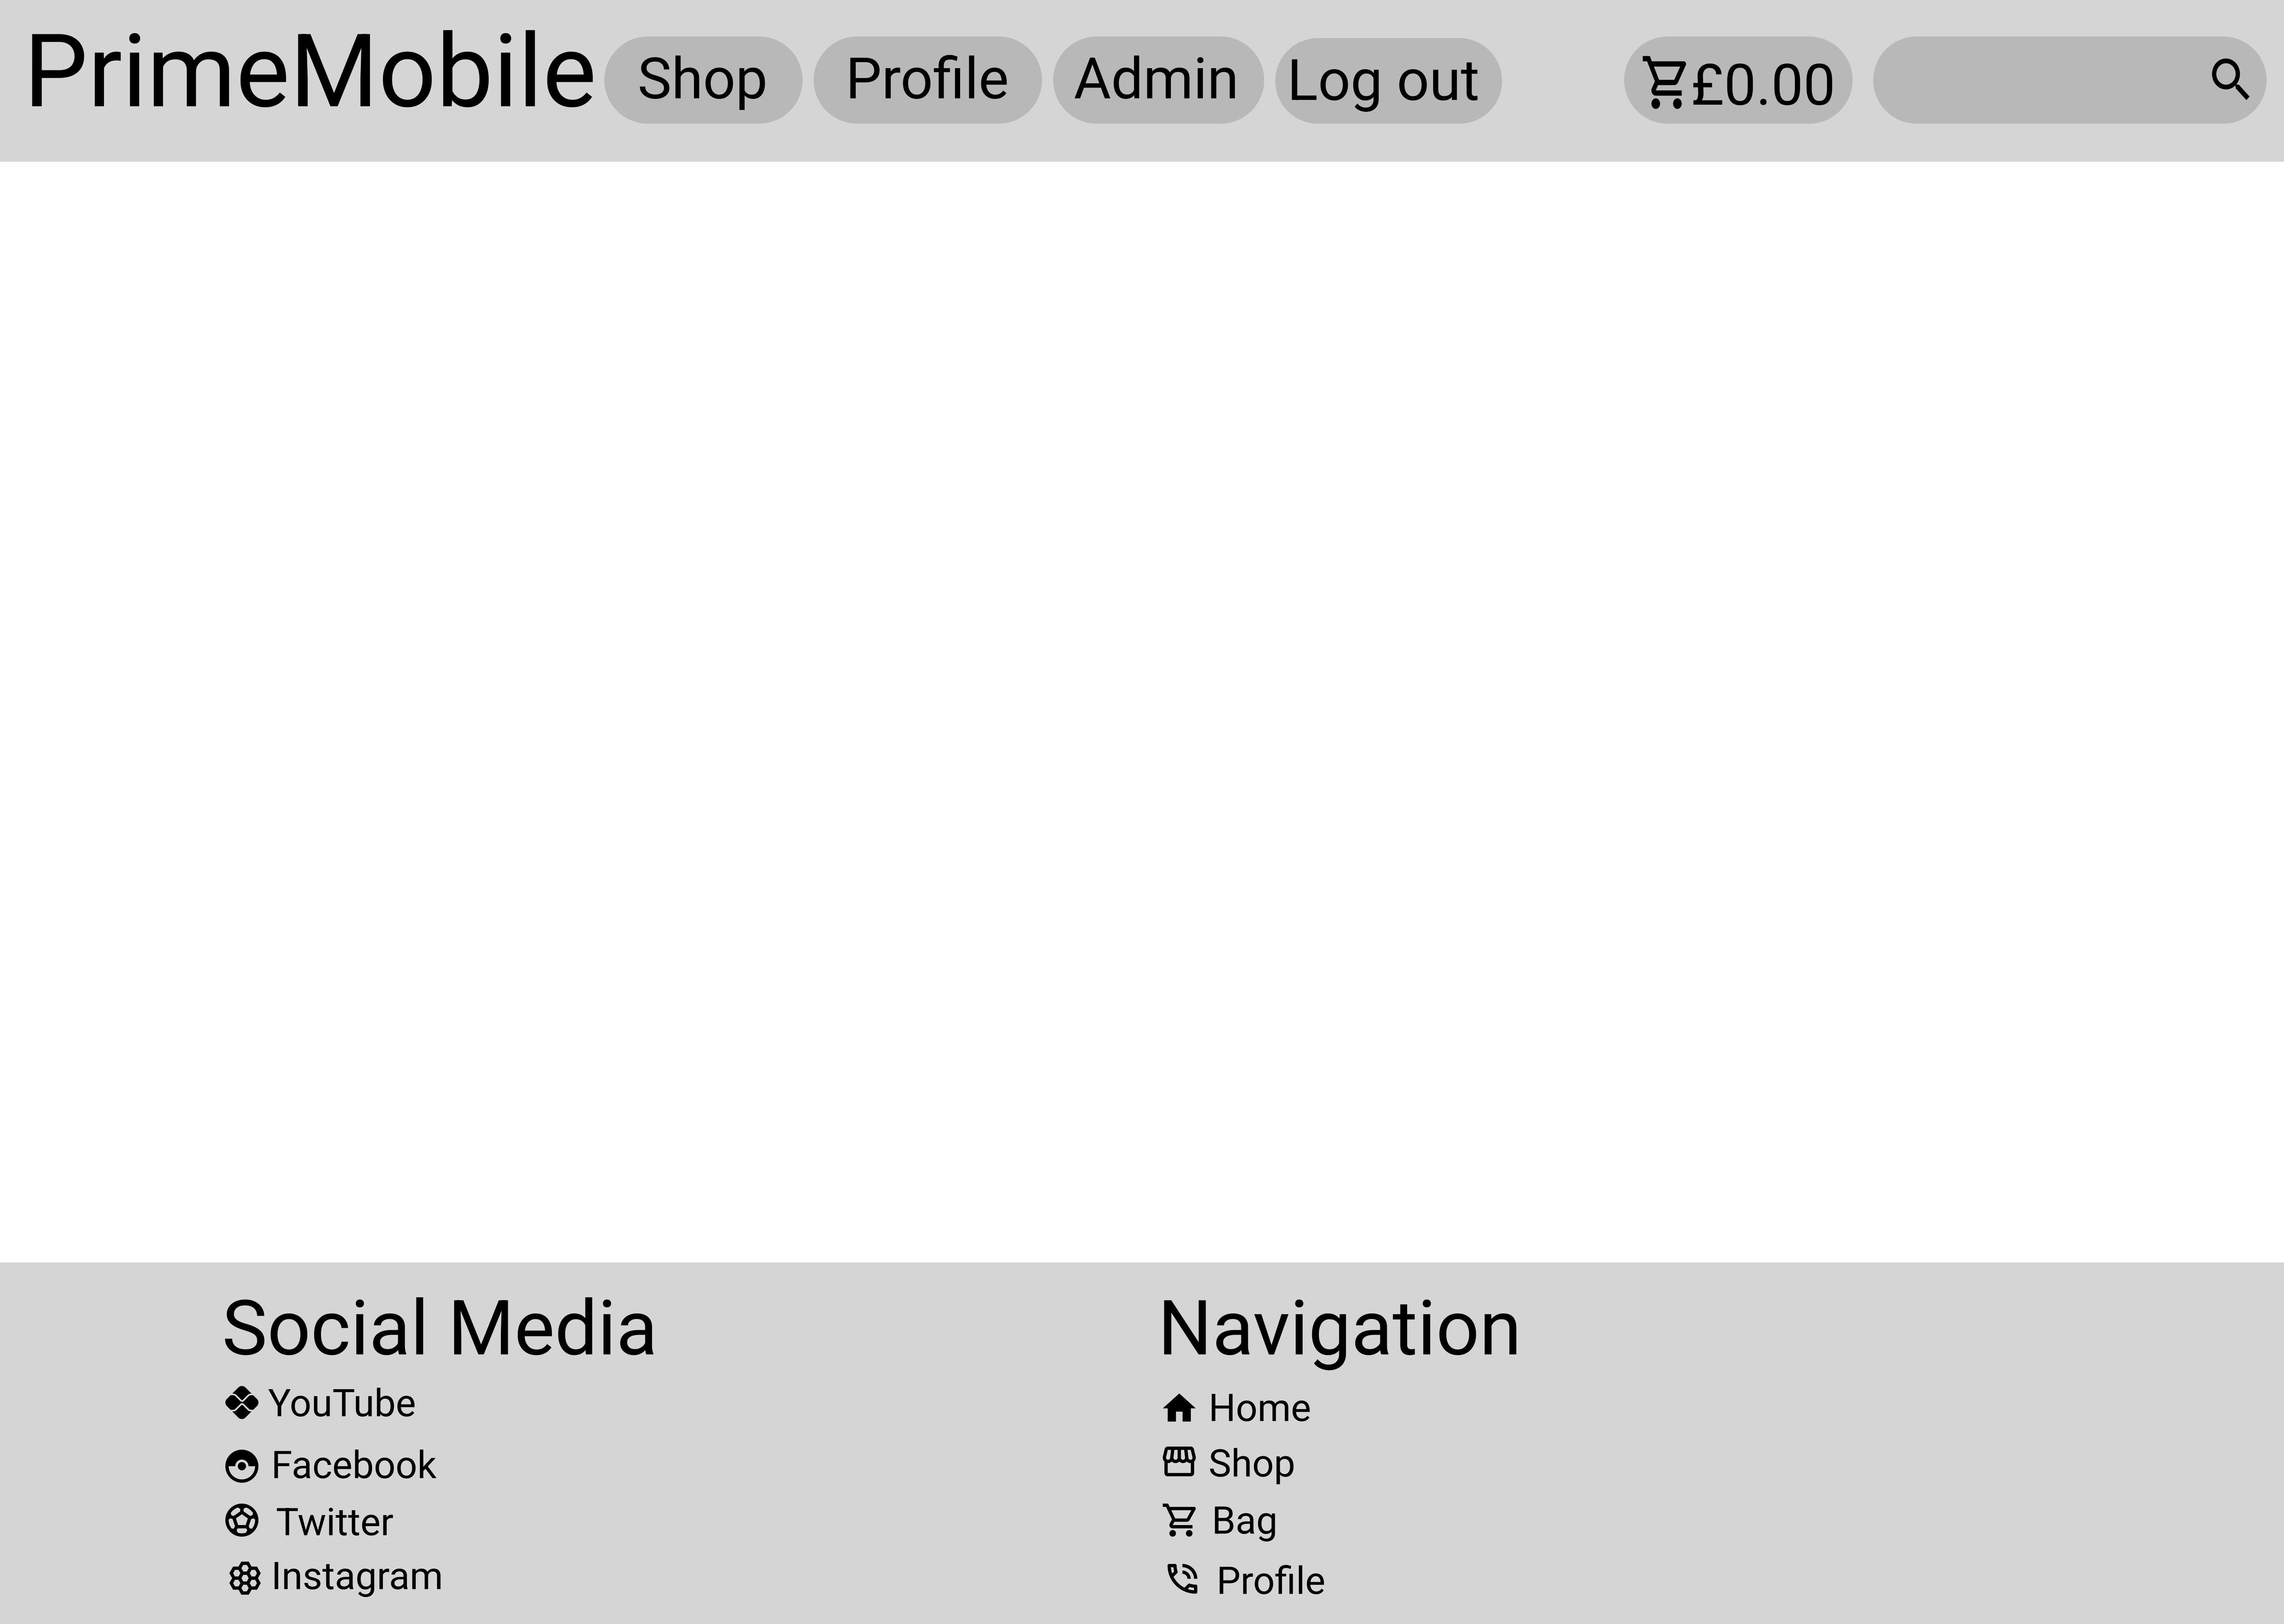 PrimeMobile Shop Profile Admin Log out £0.00
Social Media
YouTube
Facebook
Twitter
Instagram
Navigation
Home
Shop
Bag
Profile